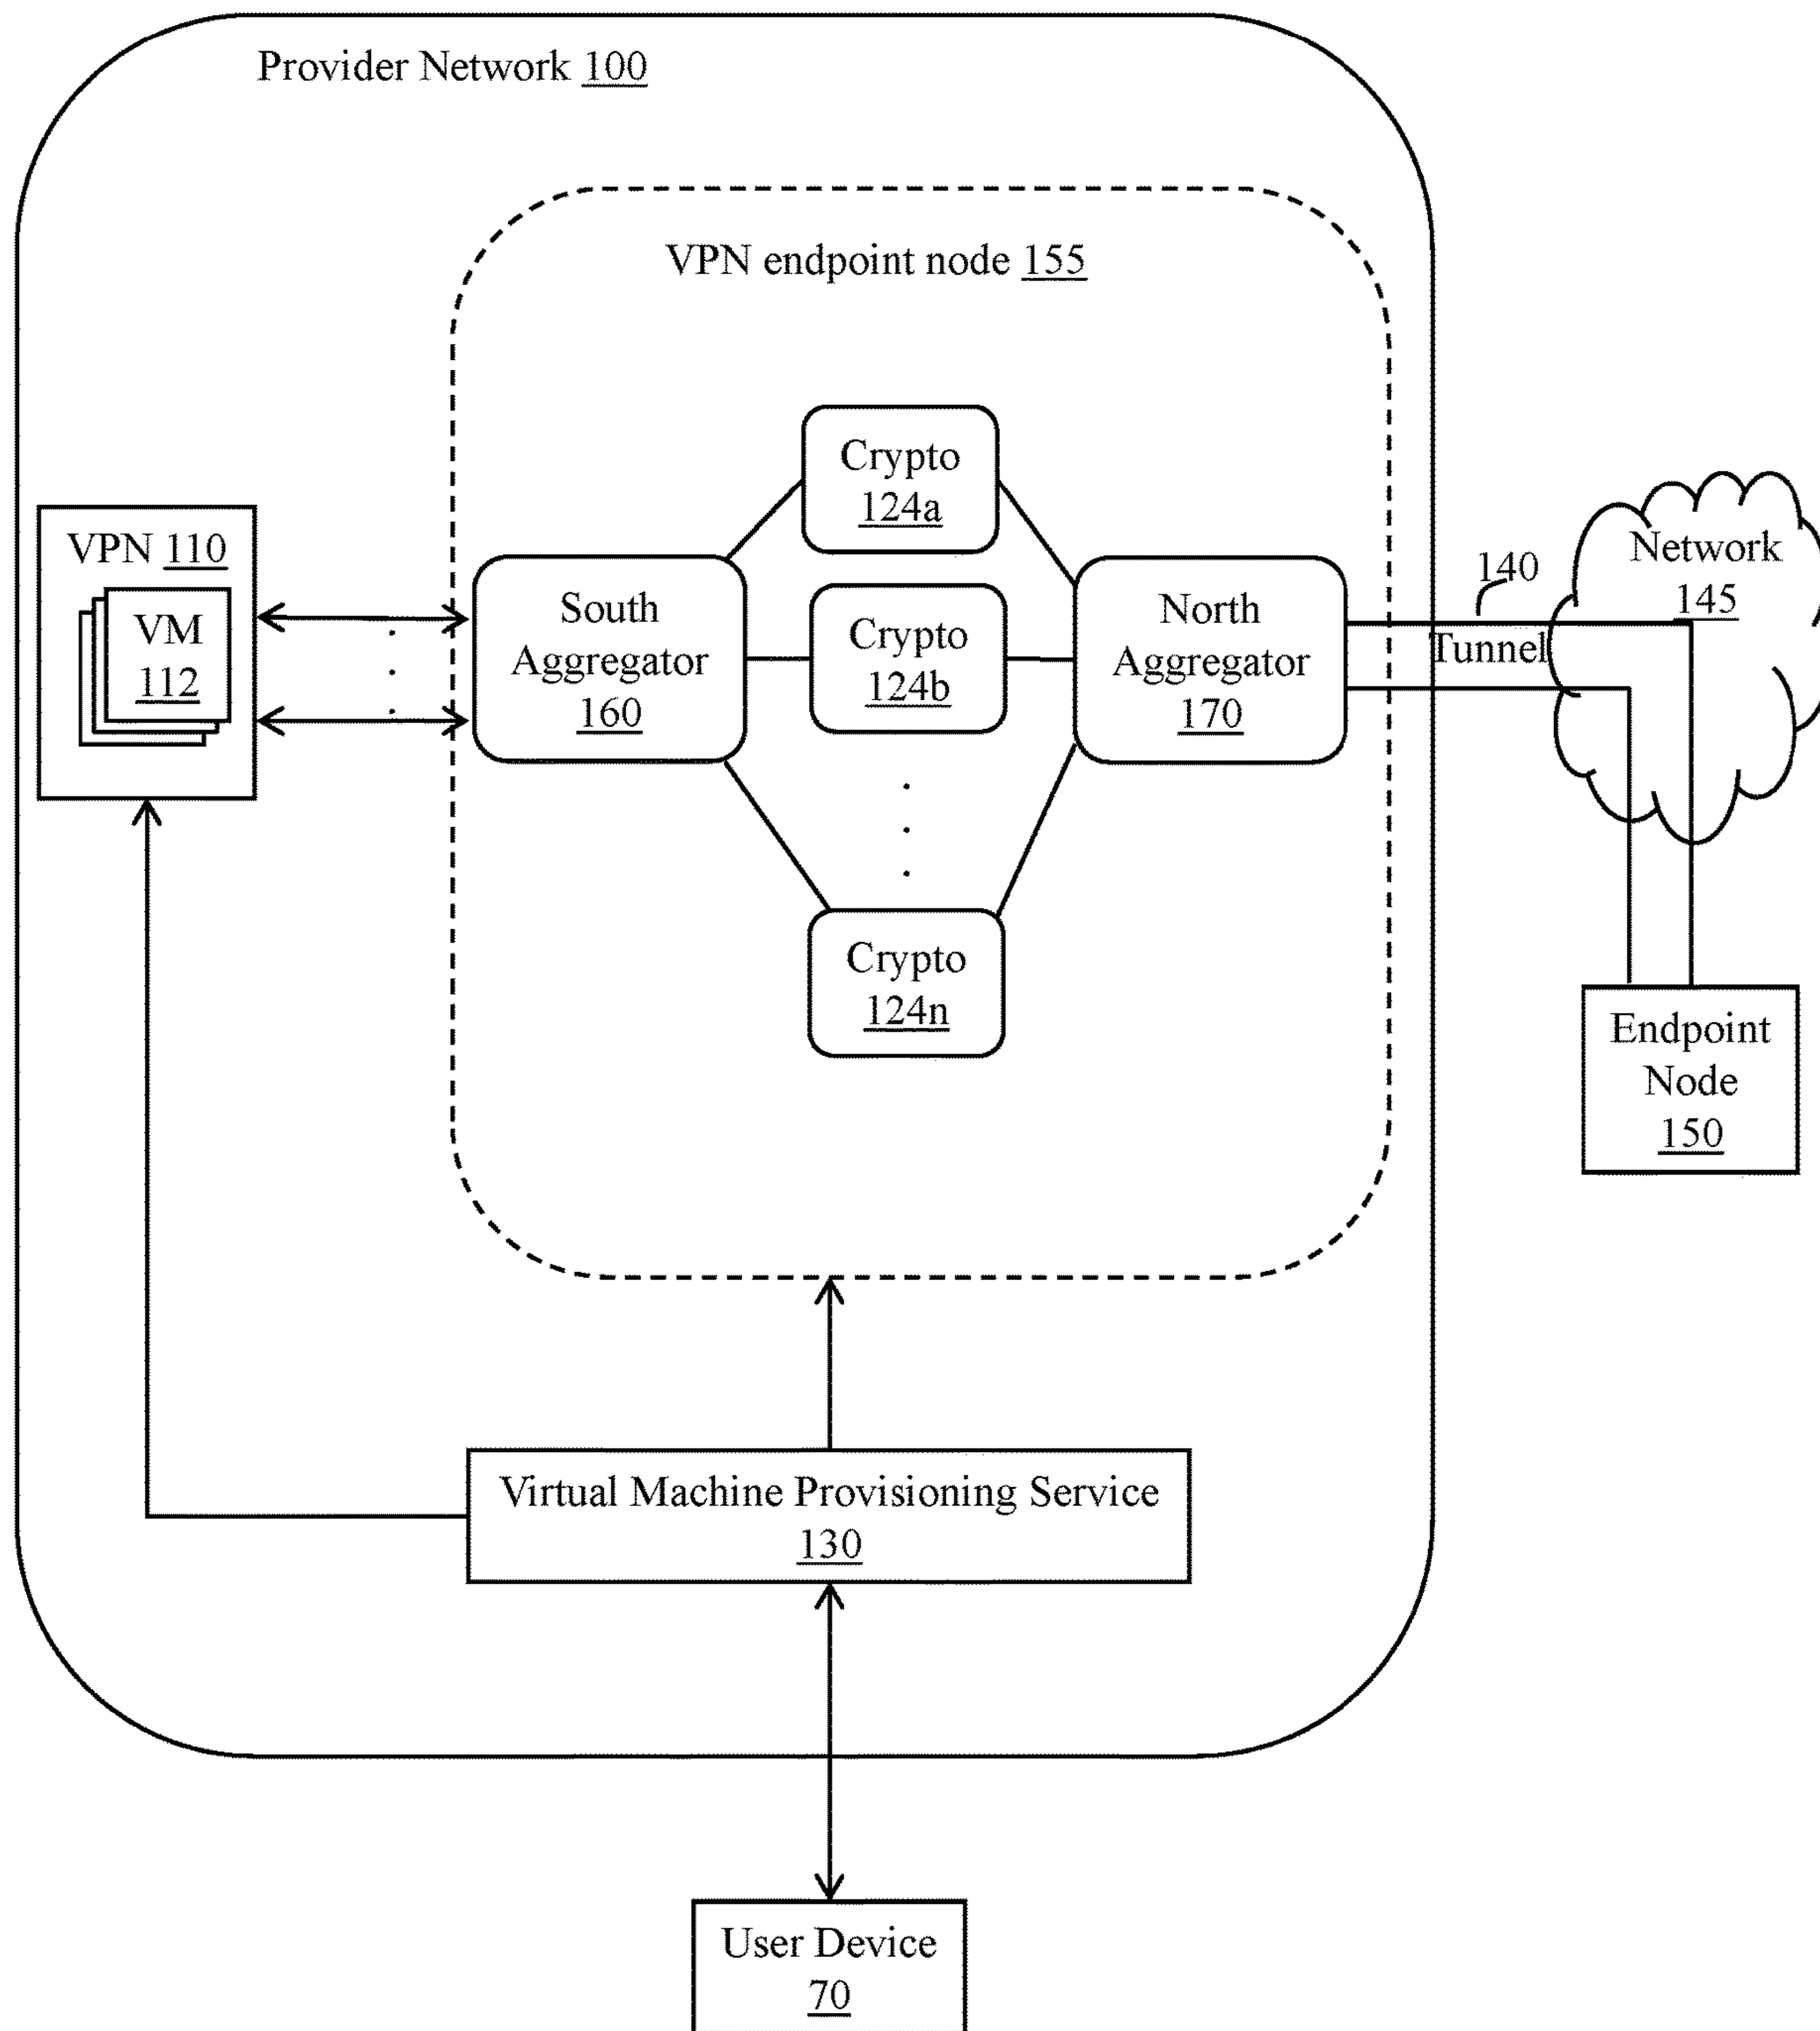 Provider Network 100
VPN endpoint node 155
Crypto
124a
VPN 110
VM
112
South
Aggregator
160
Crypto
124b
North
Aggregator
170
140
Tunnel
Network
145
Crypto
124n
Endpoint
Node
150
Virtual Machine Provisioning Service
130
User Device
70